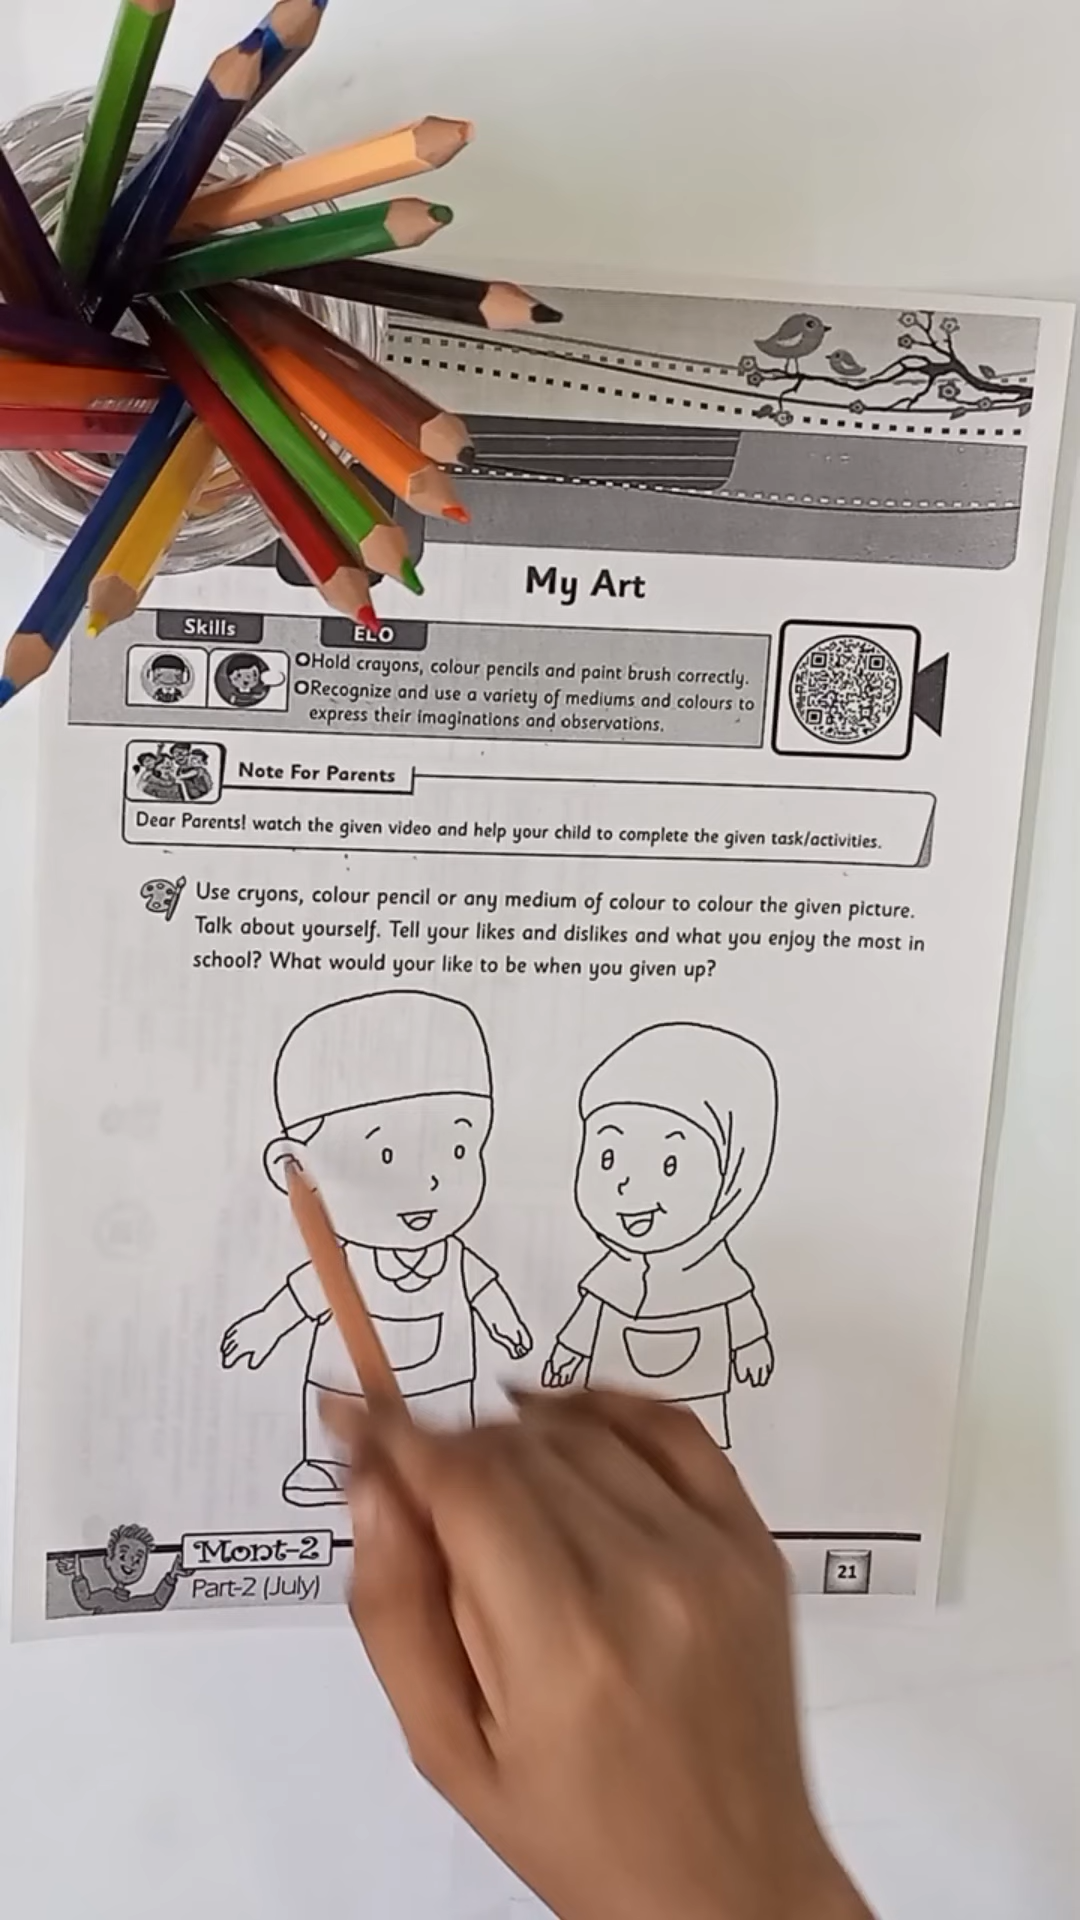 My Art
Skills
ELO
Hold crayons, colour pencils and paint brush correctly.
Recognize and use a variety of mediums and colours to
express their imaginations and observations.
Note For Parents
Dear Parents! watch the given video and help your child to complete the given task/activities.
Use cryons, colour pencil or any medium of colour to colour the given picture.
Talk about yourself. Tell your likes and dislikes and what you enjoy the most in
school? What would your like to be when you given up?
Mont-2
Part-2 (July)
21